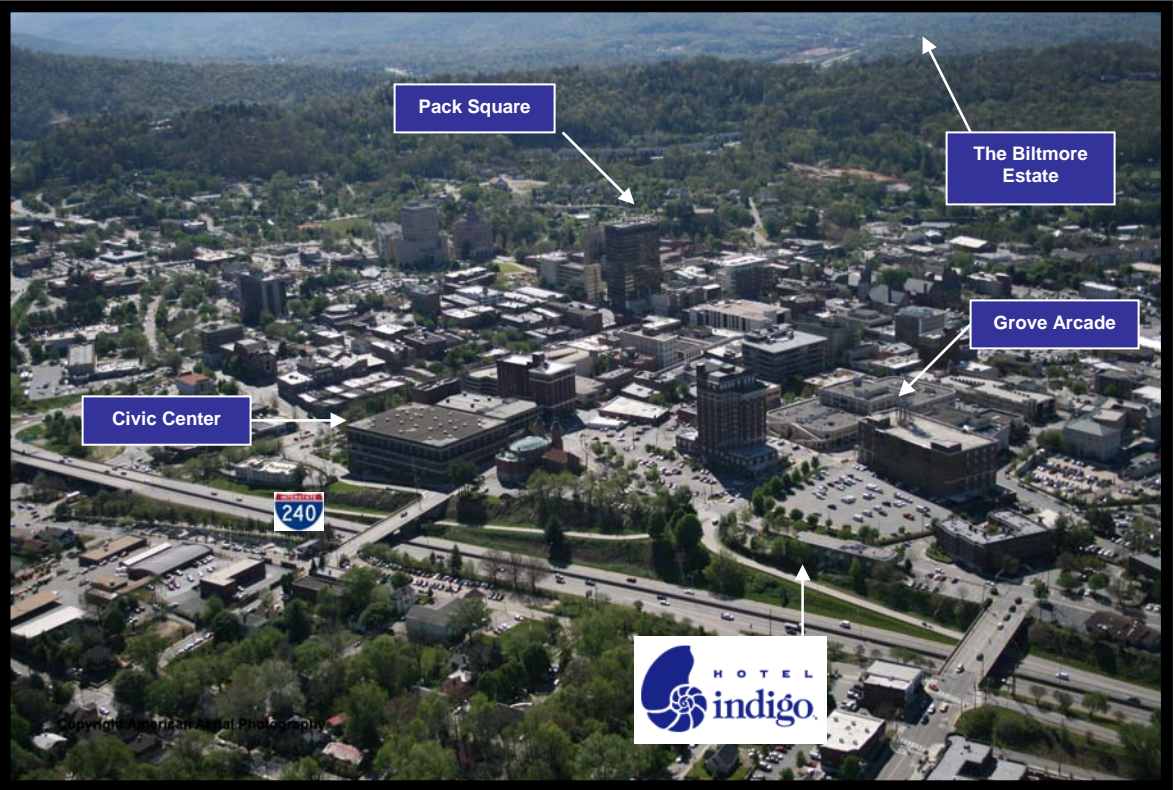 Pack Square
The Biltmore
Estate
Grove Arcade
Civic Center
INTERSTATE
240
HOTEL
indigo.
Copyright American Aerial Photography